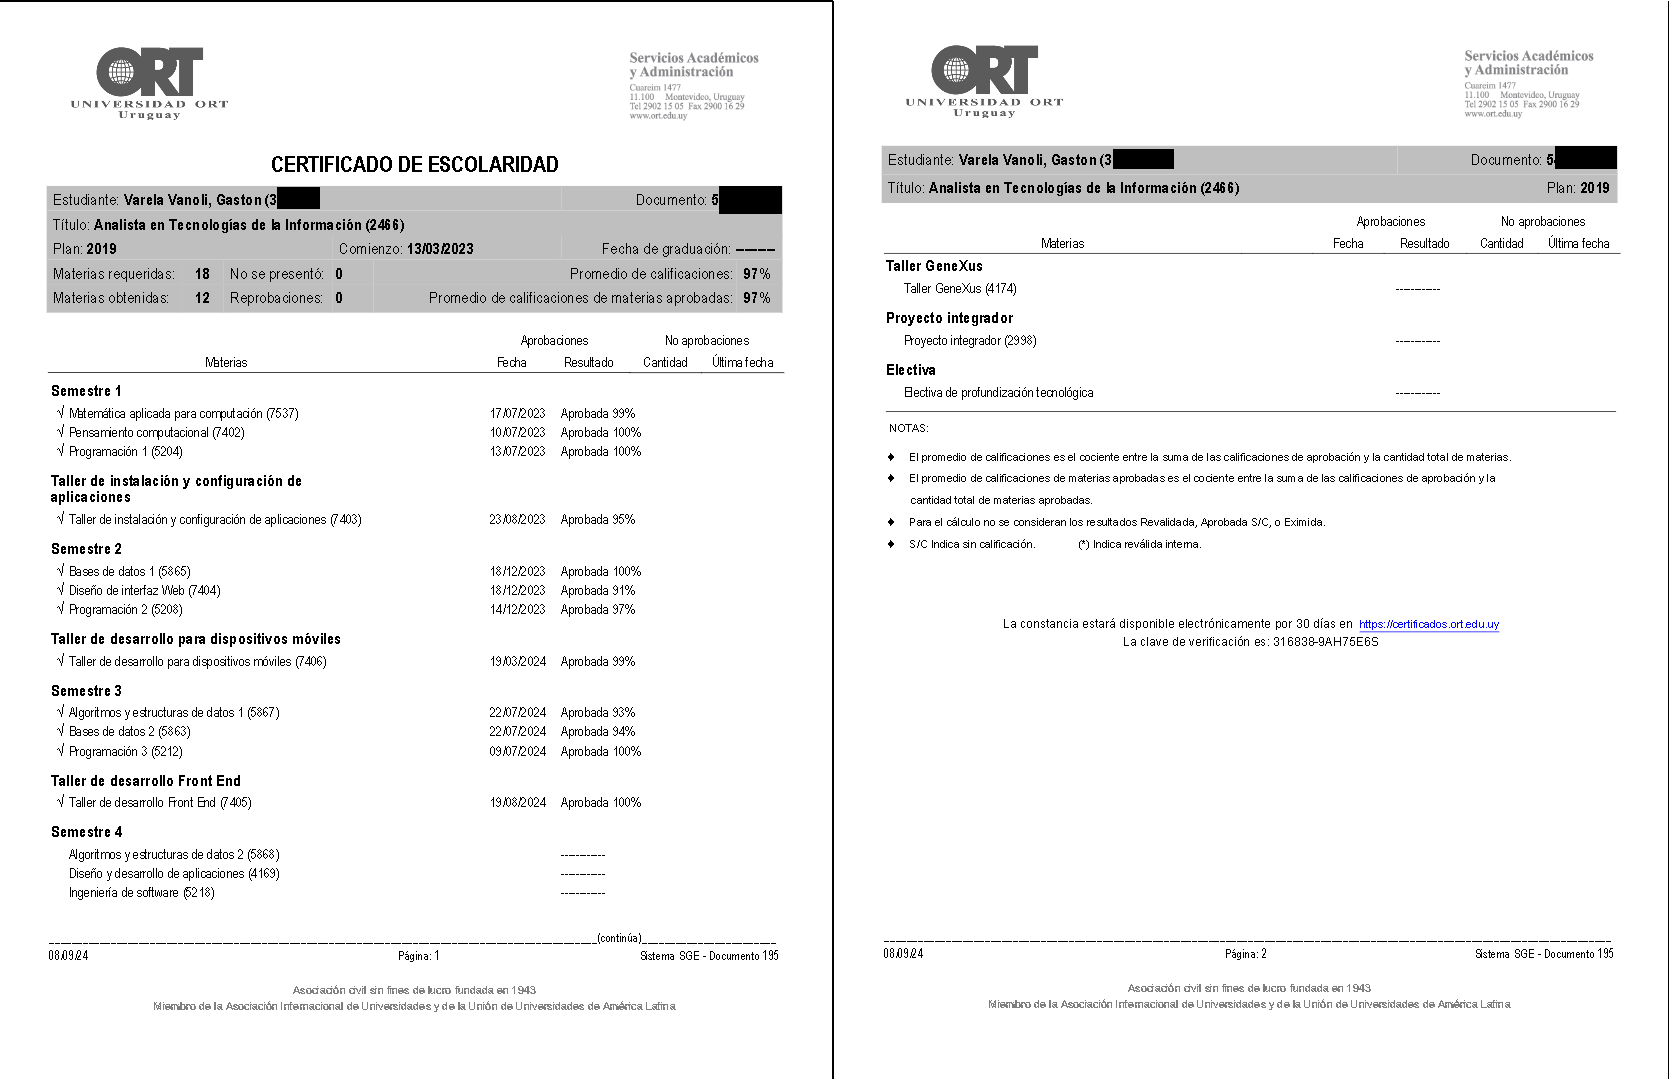 ORT
UNIVERSIDAD ORT
Uruguay
Servicios Académicos
y Administración
Cuareim 1477
11.100 Montevideo, Uruguay
Tel 2902 15 05 Fax 2900 16 29
www.ort.edu.uy
CERTIFICADO DE ESCOLARIDAD
Estudiante: Varela Vanoli, Gaston (3 Documento: 5
Título: Analista en Tecnologías de la Información (2466)
Plan: 2019 Comienzo: 13/03/2023 Fecha de graduación: --------
Materias requeridas: 18 No se presentó: 0 Promedio de calificaciones: 97%
Materias obtenidas: 12 Reprobaciones: 0 Promedio de calificaciones de materias aprobadas: 97%
Aprobaciones No aprobaciones
Materias Fecha Resultado Cantidad Última fecha
Semestre 1
√ Matemática aplicada para computación (7537) 17/07/2023 Aprobada 99%
√ Pensamiento computacional (7402) 10/07/2023 Aprobada 100%
√ Programación 1 (5204) 13/07/2023 Aprobada 100%
Taller de instalación y configuración de
aplicaciones
√ Taller de instalación y configuración de aplicaciones (7403) 23/08/2023 Aprobada 95%
Semestre 2
√ Bases de datos 1 (5865) 18/12/2023 Aprobada 100%
√ Diseño de interfaz Web (7404) 18/12/2023 Aprobada 91%
√ Programación 2 (5208) 14/12/2023 Aprobada 97%
Taller de desarrollo para dispositivos móviles
√ Taller de desarrollo para dispositivos móviles (7406) 19/03/2024 Aprobada 99%
Semestre 3
√ Algoritmos y estructuras de datos 1 (5867) 22/07/2024 Aprobada 93%
√ Bases de datos 2 (5863) 22/07/2024 Aprobada 94%
√ Programación 3 (5212) 09/07/2024 Aprobada 100%
Taller de desarrollo Front End
√ Taller de desarrollo Front End (7405) 19/08/2024 Aprobada 100%
Semestre 4
Algoritmos y estructuras de datos 2 (5868) ------------
Diseño y desarrollo de aplicaciones (4169) ------------
Ingeniería de software (5218) ------------
(continúa)
08/09/24 Página: 1 Sistema SGE - Documento 195
Asociación civil sin fines de lucro fundada en 1943
Miembro de la Asociación Internacional de Universidades y de la Unión de Universidades de América Latina
ORT
UNIVERSIDAD ORT
Uruguay
Servicios Académicos
y Administración
Cuareim 1477
11.100 Montevideo, Uruguay
Tel 2902 15 05 Fax 2900 16 29
www.ort.edu.uy
Estudiante: Varela Vanoli, Gaston (3 Documento: 5
Título: Analista en Tecnologías de la Información (2466) Plan: 2019
Aprobaciones No aprobaciones
Materias Fecha Resultado Cantidad Última fecha
Taller GeneXus
Taller GeneXus (4174) ------------
Proyecto integrador
Proyecto integrador (2998) ------------
Electiva
Electiva de profundización tecnológica ------------
NOTAS:
♦ El promedio de calificaciones es el cociente entre la suma de las calificaciones de aprobación y la cantidad total de materias.
♦ El promedio de calificaciones de materias aprobadas es el cociente entre la suma de las calificaciones de aprobación y la
cantidad total de materias aprobadas.
♦ Para el cálculo no se consideran los resultados Revalidada, Aprobada S/C, o Eximida.
♦ S/C Indica sin calificación. (*) Indica reválida interna.
La constancia estará disponible electrónicamente por 30 días en https://certificados.ort.edu.uy
La clave de verificación es: 316838-9AH75E6S
08/09/24 Página: 2 Sistema SGE - Documento 195
Asociación civil sin fines de lucro fundada en 1943
Miembro de la Asociación Internacional de Universidades y de la Unión de Universidades de América Latina